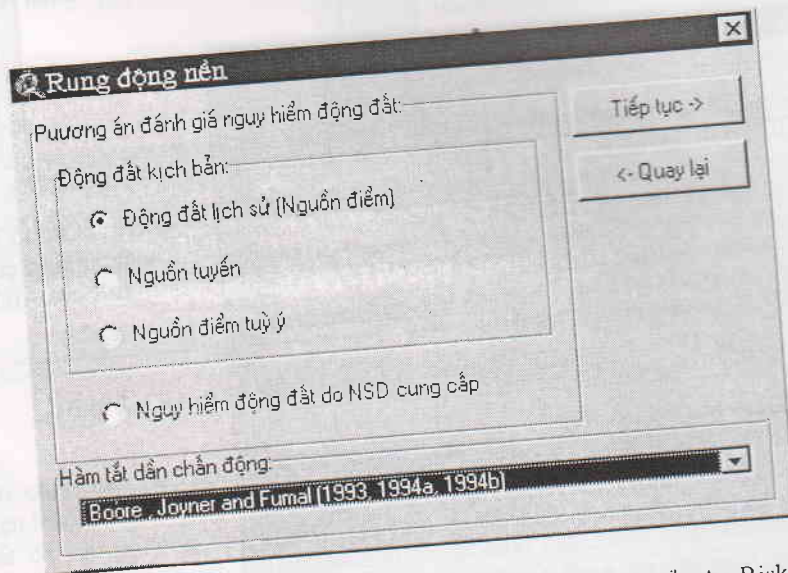 Rung động nền
Puương án đánh giá nguy hiểm động đất:
Tiếp tục ->
<- Quay lại
Động đất kịch bản:
Động đất lịch sử (Nguồn điểm)
Nguồn tuyến
Nguồn điểm tuỳ ý
Nguy hiểm động đất do NSD cung cấp
Hàm tắt dần chấn động:
Boore , Joyner and Fumal (1993, 1994a, 1994b)